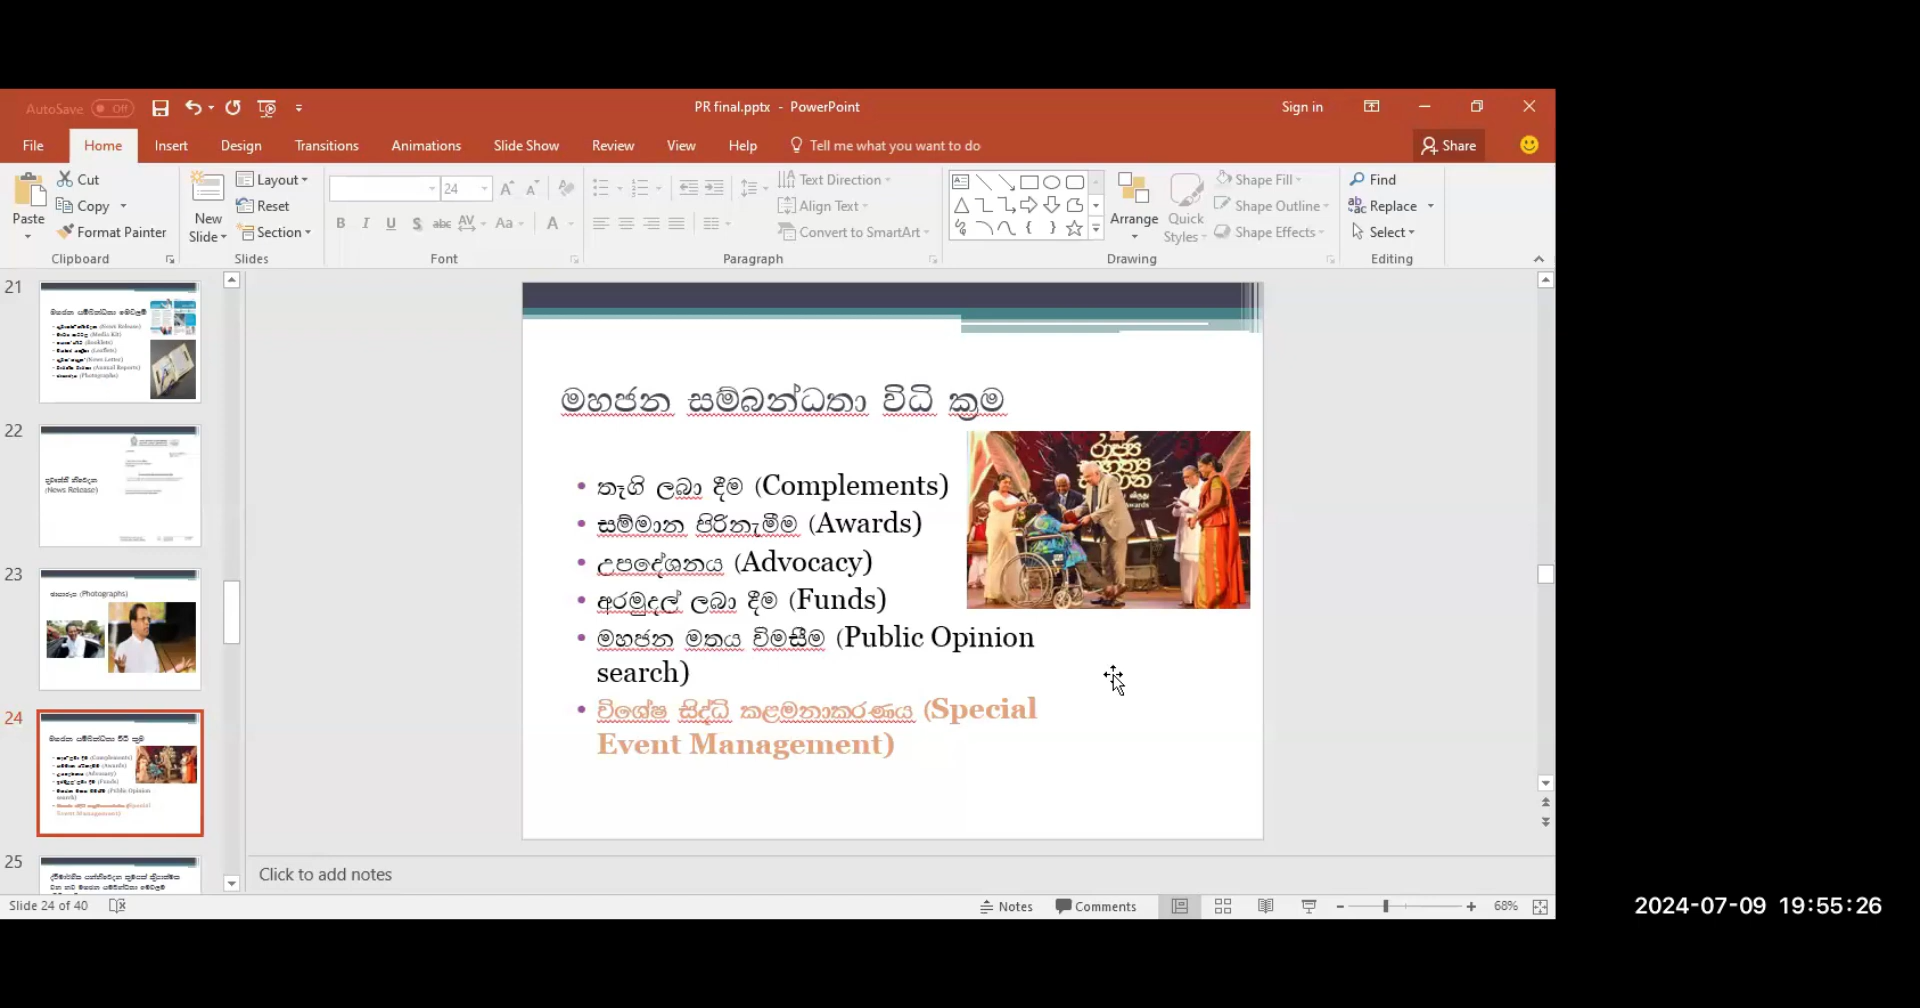 AutoSave Off
PR final.pptx - PowerPoint
Sign in
File Home Insert Design Transitions Animations Slide Show Review View Help Tell me what you want to do
Share
Cut
Copy
Format Painter
Paste
Clipboard
New Slide
Layout
Reset
Section
Slides
24
Font
Text Direction
Align Text
Convert to SmartArt
Paragraph
Arrange
Quick Styles
Shape Fill
Shape Outline
Shape Effects
Drawing
Find
Replace
Select
Editing
21
22
(News Release)
23
(Photographs)
24
25
මහජන සම්බන්ධතා විධි ක්‍රම
තෑගි ලබා දීම (Complements)
සම්මාන පිරිනැමීම (Awards)
උපදේශනය (Advocacy)
අරමුදල් ලබා දීම (Funds)
මහජන මතය විමසීම (Public Opinion
search)
විශේෂ සිද්ධි කළමනාකරණය (Special
Event Management)
Click to add notes
Slide 24 of 40
Notes
Comments
68%
2024-07-09 19:55:26